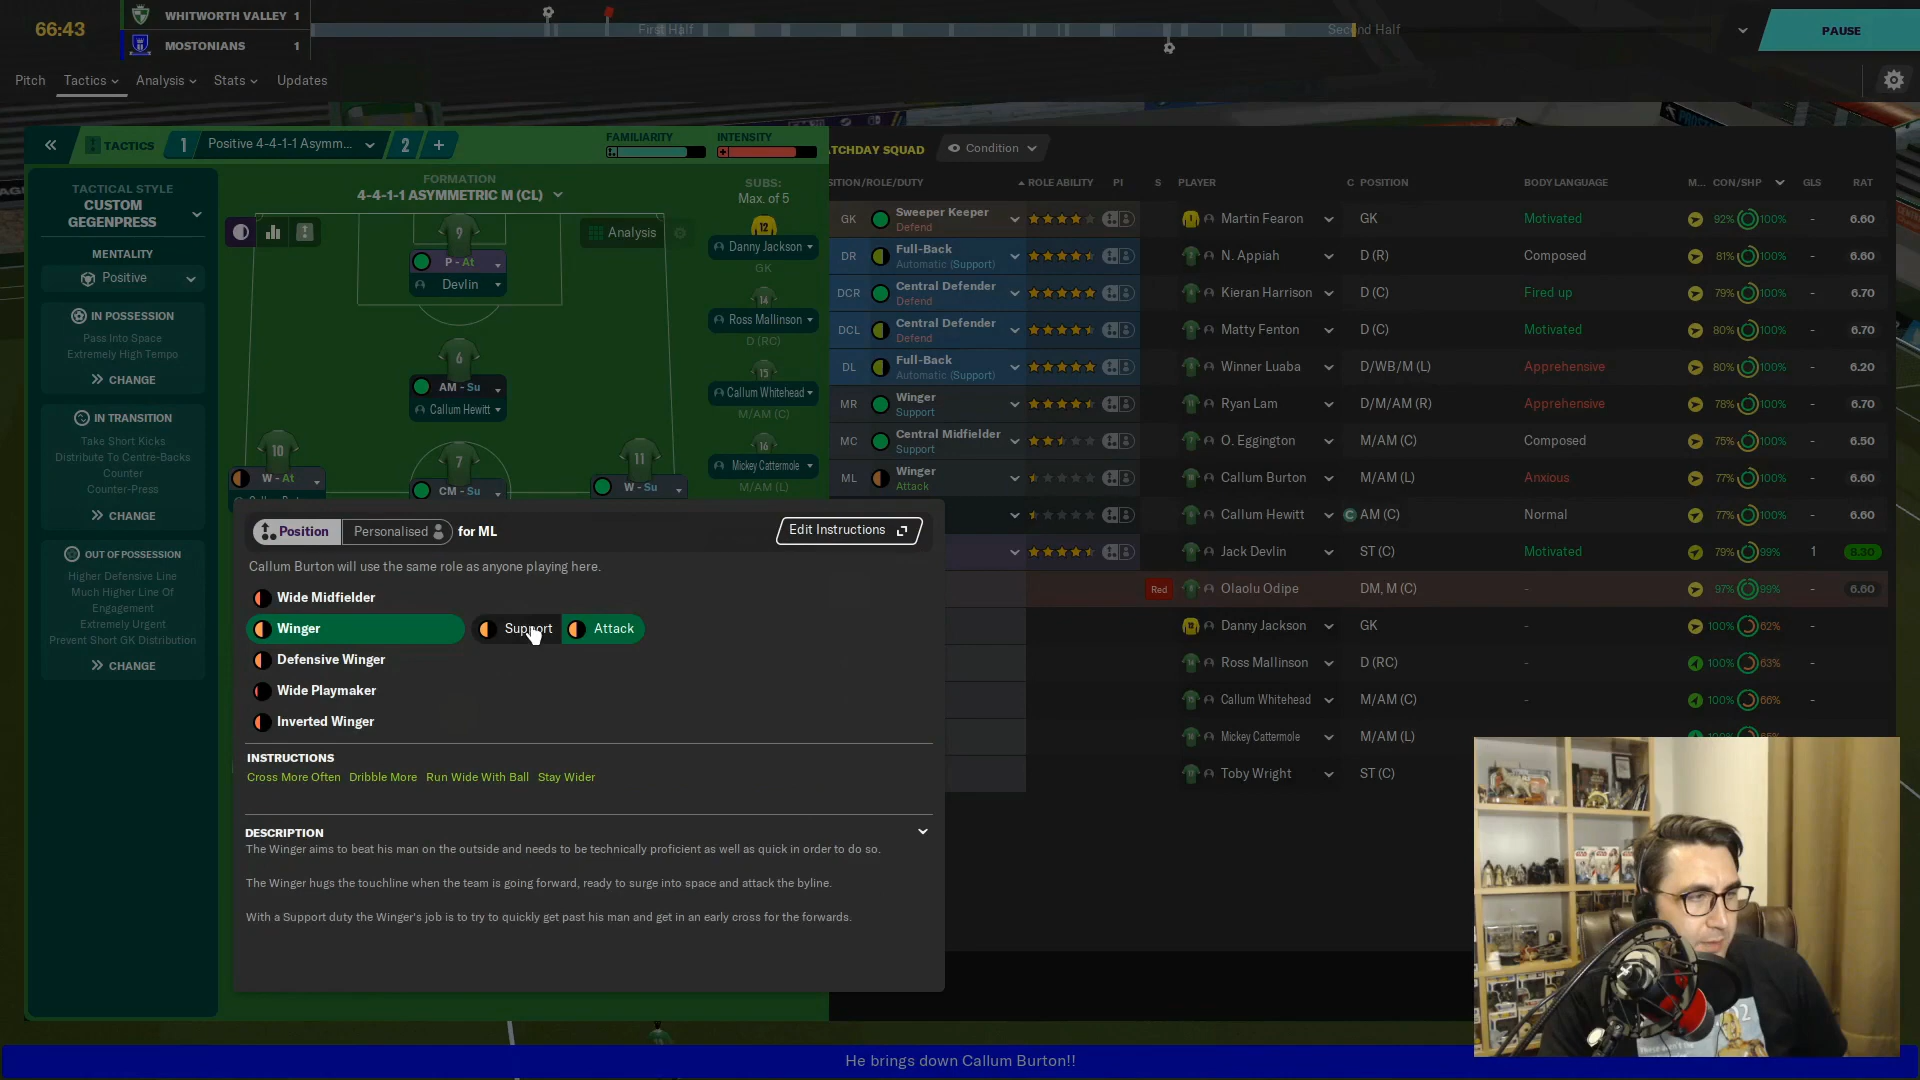 66:43
WHITWORTH VALLEY 1
MOSTONIANS 1
First Half
Second Half
PAUSE
Pitch Tactics Analysis Stats Updates
TACTICS 1 Positive 4-4-1-1 Asymm... 2 +
FAMILIARITY INTENSITY
TACTICAL STYLE
CUSTOM
GEGENPRESS
MENTALITY
Positive
IN POSSESSION
Pass Into Space
Extremely High Tempo
CHANGE
IN TRANSITION
Take Short Kicks
Distribute To Centre-Backs
Counter
Counter-Press
CHANGE
OUT OF POSSESSION
Higher Defensive Line
Much Higher Line Of
Engagement
Extremely Urgent
Prevent Short GK Distribution
CHANGE
FORMATION
4-4-1-1 ASYMMETRIC M (CL)
Analysis
9
P - At
Devlin
6
AM - Su
Callum Hewitt
10
W - At
7
CM - Su
11
W - Su
SUBS:
Max. of 5
12
Danny Jackson
GK
14
Ross Mallinson
D (RC)
15
Callum Whitehead
M/AM (C)
16
Mickey Cattermole
M/AM (L)
Position Personalised for ML
Edit Instructions
Callum Burton will use the same role as anyone playing here.
Wide Midfielder
Winger Support Attack
Defensive Winger
Wide Playmaker
Inverted Winger
INSTRUCTIONS
Cross More Often Dribble More Run Wide With Ball Stay Wider
DESCRIPTION
The Winger aims to beat his man on the outside and needs to be technically proficient as well as quick in order to do so.
The Winger hugs the touchline when the team is going forward, ready to surge into space and attack the byline.
With a Support duty the Winger's job is to try to quickly get past his man and get in an early cross for the forwards.
ATCHDAY SQUAD Condition
SITION/ROLE/DUTY ROLE ABILITY PI S PLAYER C POSITION BODY LANGUAGE M... CON/SHP GLS RAT
GK Sweeper Keeper Defend Martin Fearon GK Motivated 92% 100% - 6.60
DR Full-Back Automatic (Support) N. Appiah D (R) Composed 81% 100% - 6.60
DCR Central Defender Defend Kieran Harrison D (C) Fired up 79% 100% - 6.70
DCL Central Defender Defend Matty Fenton D (C) Motivated 80% 100% - 6.70
DL Full-Back Automatic (Support) Winner Luaba D/WB/M (L) Apprehensive 80% 100% - 6.20
MR Winger Support Ryan Lam D/M/AM (R) Apprehensive 78% 100% - 6.70
MC Central Midfielder Support O. Eggington M/AM (C) Composed 75% 100% - 6.50
ML Winger Attack Callum Burton M/AM (L) Anxious 77% 100% - 6.60
Callum Hewitt C AM (C) Normal 77% 100% - 6.60
Jack Devlin ST (C) Motivated 79% 99% 1 8.30
Red Olaolu Odipe DM, M (C) - 97% 99% - 6.60
Danny Jackson GK - 100% 62% -
Ross Mallinson D (RC) - 100% 63% -
Callum Whitehead M/AM (C) - 100% 66% -
Mickey Cattermole M/AM (L)
Toby Wright ST (C)
He brings down Callum Burton!!